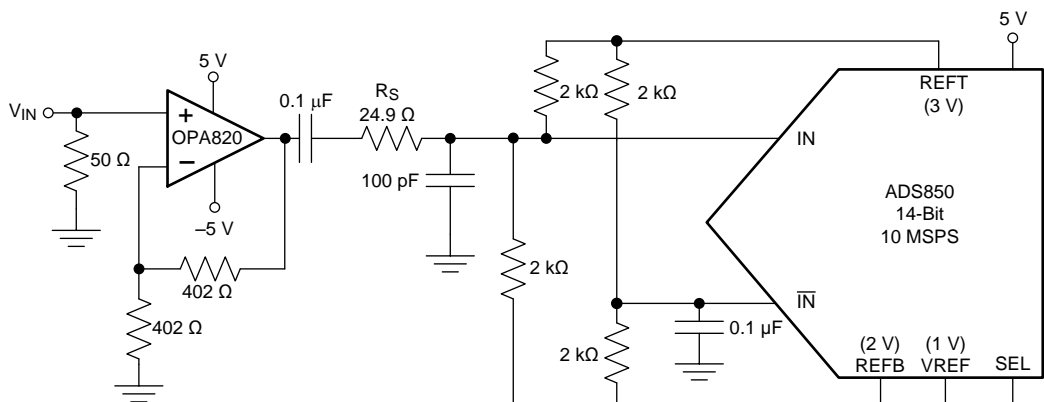 5 V
REFT
(3 V)
2 kΩ
2 kΩ
5 V
0.1 μF
RS
24.9 Ω
VIN
+
OPA820
−
50 Ω
−5 V
100 pF
IN
ADS850
14-Bit
10 MSPS
2 kΩ
402 Ω
402 Ω
IN
0.1 μF
2 kΩ
(2 V)
REFB
(1 V)
VREF
SEL